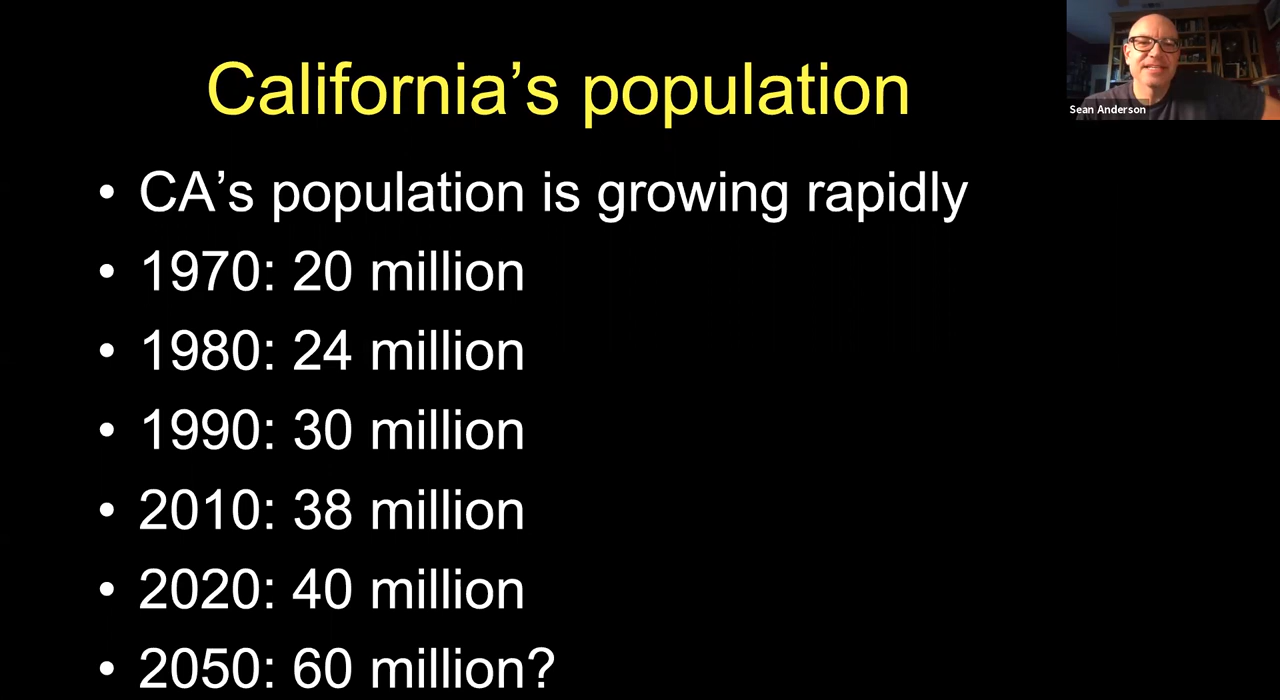 California’s population
Sean Anderson
• CA’s population is growing rapidly
• 1970: 20 million
• 1980: 24 million
• 1990: 30 million
• 2010: 38 million
• 2020: 40 million
• 2050: 60 million?